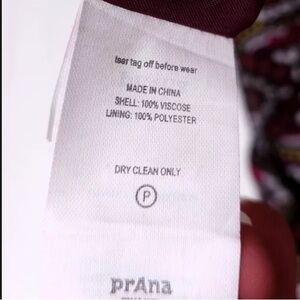 tear tag off before wear
MADE IN CHINA
SHELL: 100% VISCOSE
LINING: 100% POLYESTER
DRY CLEAN ONLY
P
prAna